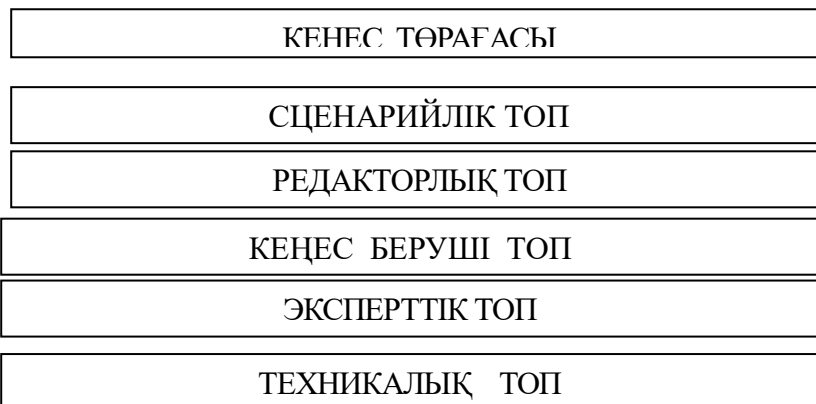 КЕҢЕС ТӨРАҒАСЫ
СЦЕНАРИЙЛІК ТОП
РЕДАКТОРЛЫҚ ТОП
КЕҢЕС БЕРУШІ ТОП
ЭКСПЕРТТІК ТОП
ТЕХНИКАЛЫҚ ТОП